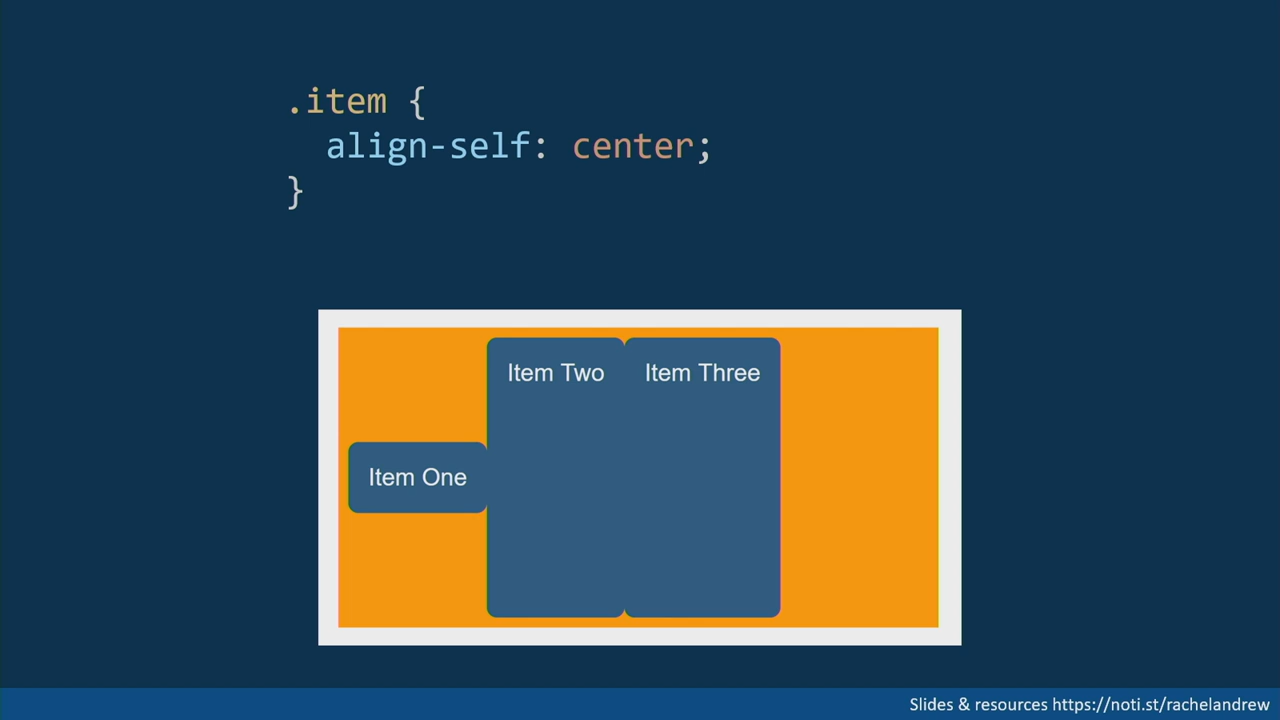 .item {
align-self: center;
}
Item Two
Item Three
Item One
Slides & resources https://noti.st/rachelandrew